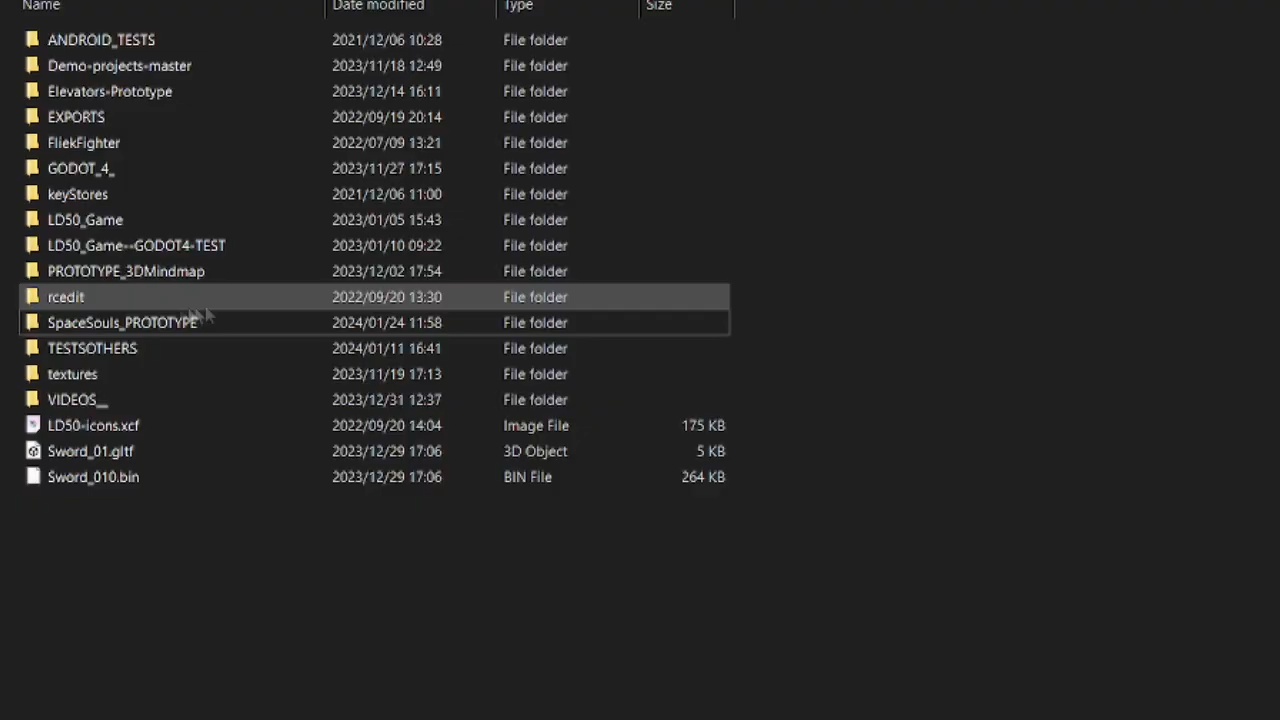 Name Date modified Type Size
ANDROID_TESTS 2021/12/06 10:28 File folder
Demo-projects-master 2023/11/18 12:49 File folder
Elevators-Prototype 2023/12/14 16:11 File folder
EXPORTS 2022/09/19 20:14 File folder
FliekFighter 2022/07/09 13:21 File folder
GODOT_4_ 2023/11/27 17:15 File folder
keyStores 2021/12/06 11:00 File folder
LD50_Game 2023/01/05 15:43 File folder
LD50_Game--GODOT4-TEST 2023/01/10 09:22 File folder
PROTOTYPE_3DMindmap 2023/12/02 17:54 File folder
rcedit 2022/09/20 13:30 File folder
SpaceSouls_PROTOTYPE 2024/01/24 11:58 File folder
TESTSOTHERS 2024/01/11 16:41 File folder
textures 2023/11/19 17:13 File folder
VIDEOS__ 2023/12/31 12:37 File folder
LD50-icons.xcf 2022/09/20 14:04 Image File 175 KB
Sword_01.gltf 2023/12/29 17:06 3D Object 5 KB
Sword_010.bin 2023/12/29 17:06 BIN File 264 KB